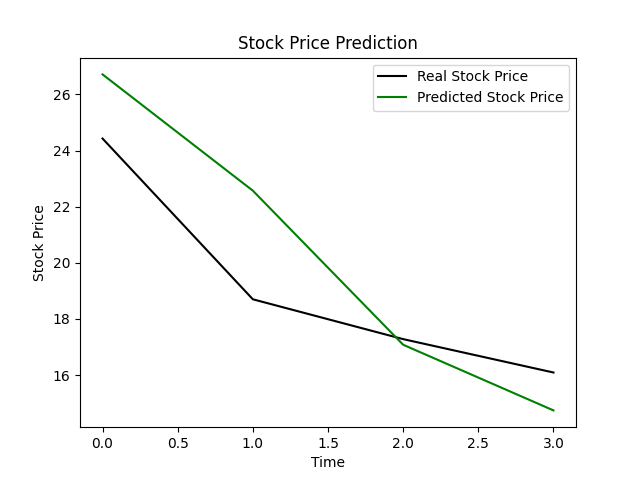 Stock Price Prediction
Real Stock Price
Predicted Stock Price
Stock Price
26
24
22
20
18
16
0.0 0.5 1.0 1.5 2.0 2.5 3.0
Time